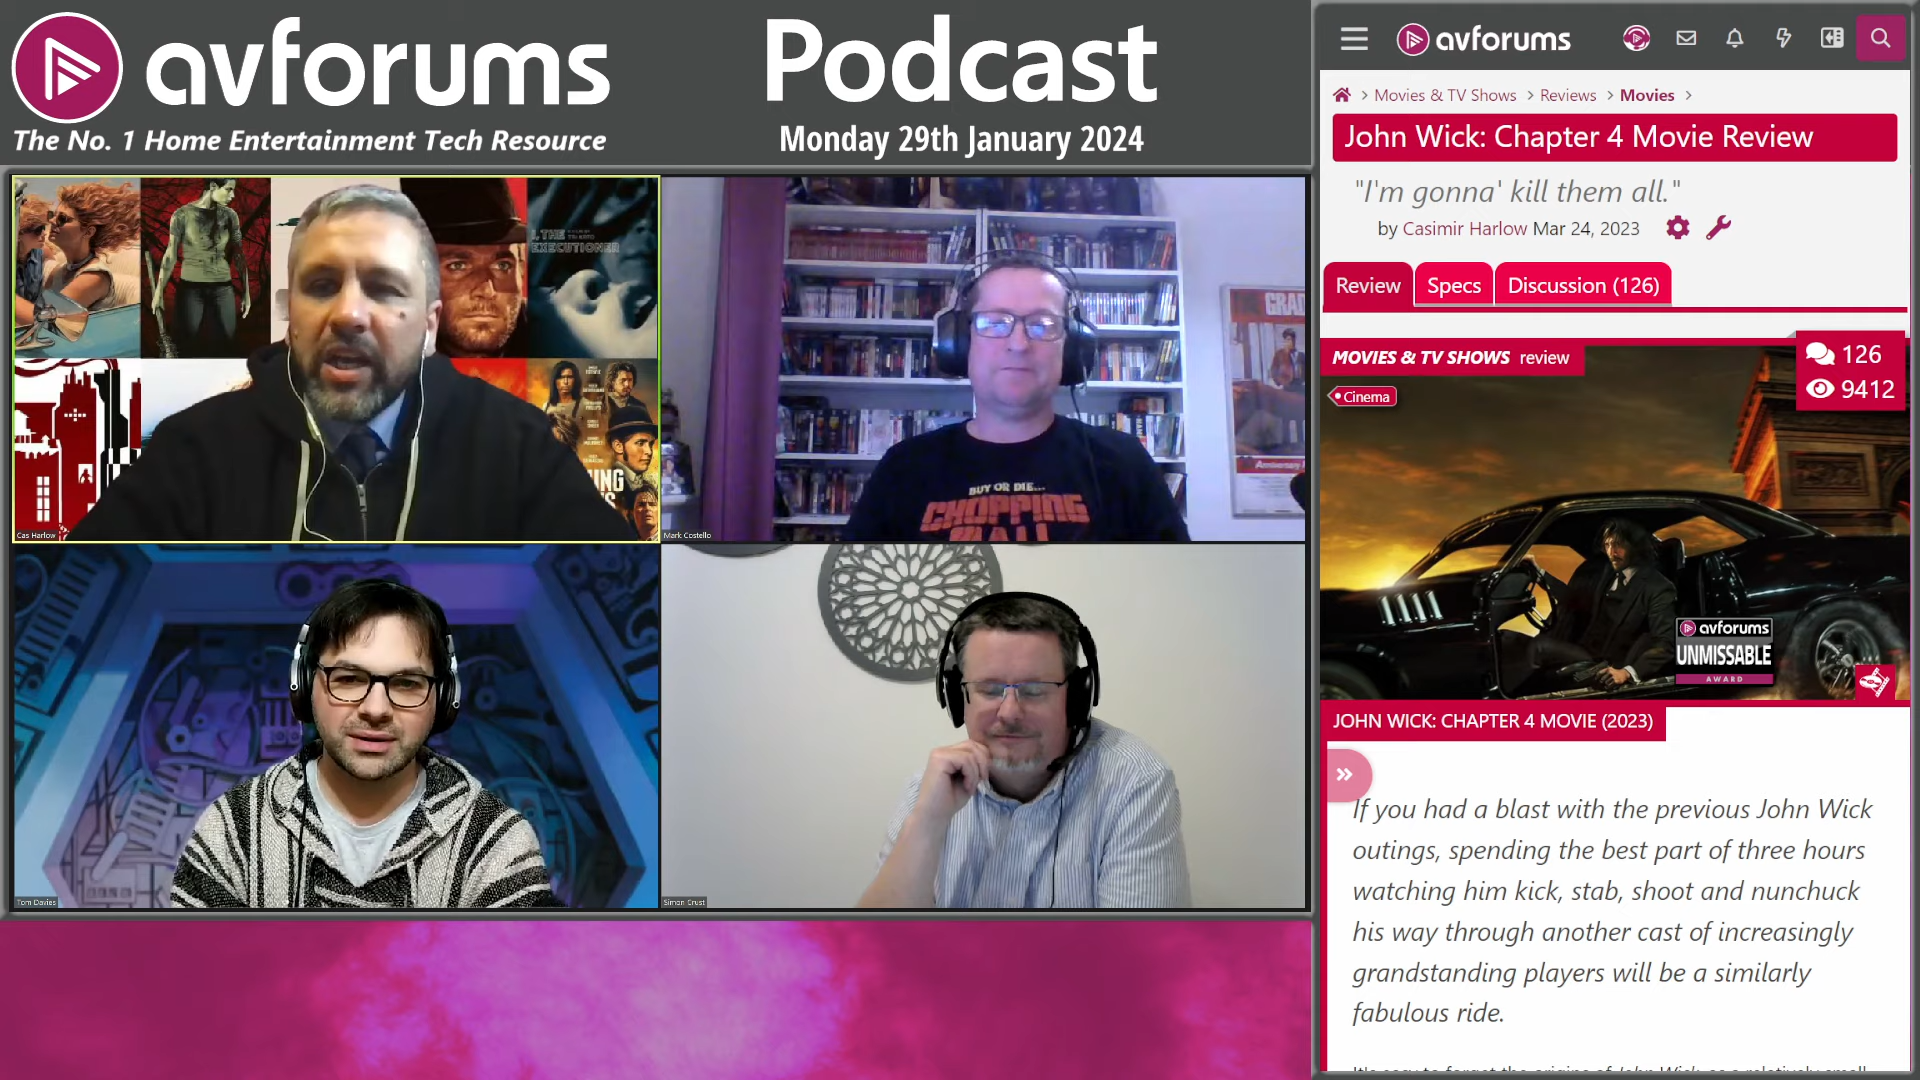 avforums
The No. 1 Home Entertainment Tech Resource
Podcast
Monday 29th January 2024
I, THE
EXECUTIONER
Cas Harlow
GRAD
Anniversary
BUY OR DIE...
CHOPPING
MALL
Mark Costello
Tom Davies
Simon Crust
avforums
Movies & TV Shows > Reviews > Movies >
John Wick: Chapter 4 Movie Review
"I'm gonna' kill them all."
by Casimir Harlow Mar 24, 2023
Review
Specs
Discussion (126)
MOVIES & TV SHOWS review
126
9412
Cinema
avforums
UNMISSABLE
AWARD
JOHN WICK: CHAPTER 4 MOVIE (2023)
If you had a blast with the previous John Wick
outings, spending the best part of three hours
watching him kick, stab, shoot and nunchuck
his way through another cast of increasingly
grandstanding players will be a similarly
fabulous ride.